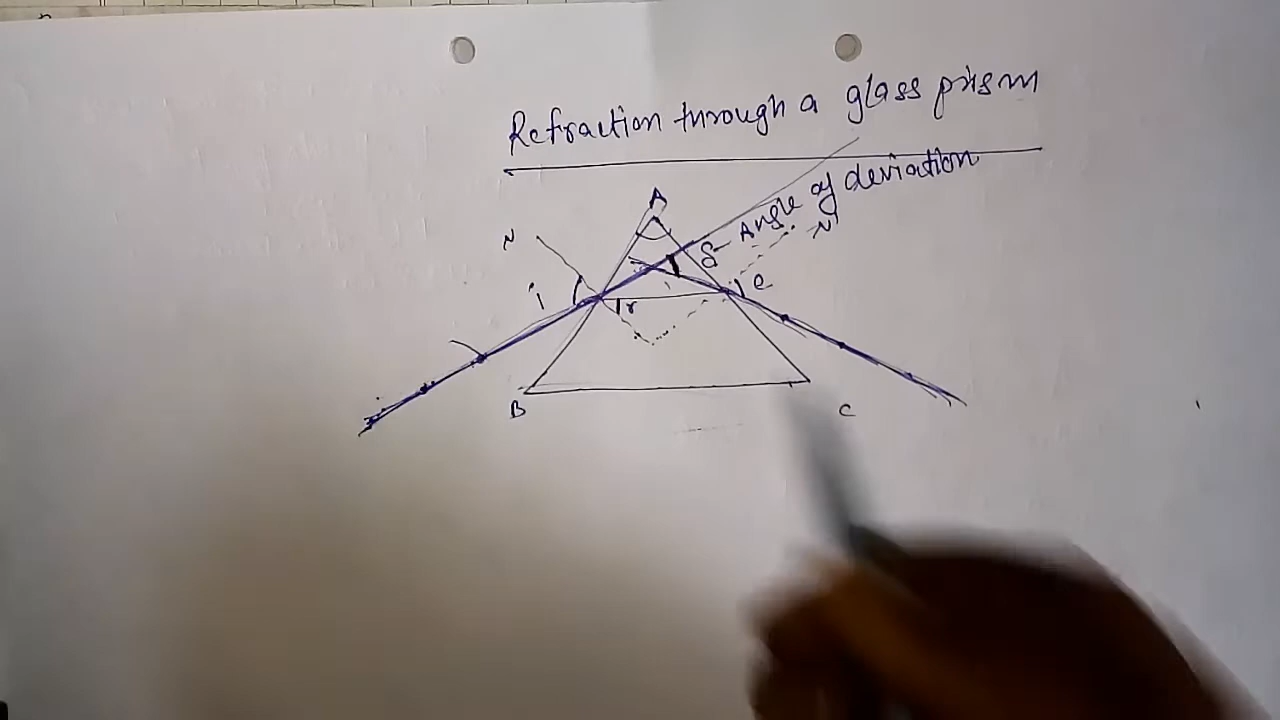 Refraction through a glass prism
A
δ - Angle of deviation
N
N'
i
r
e
B
C